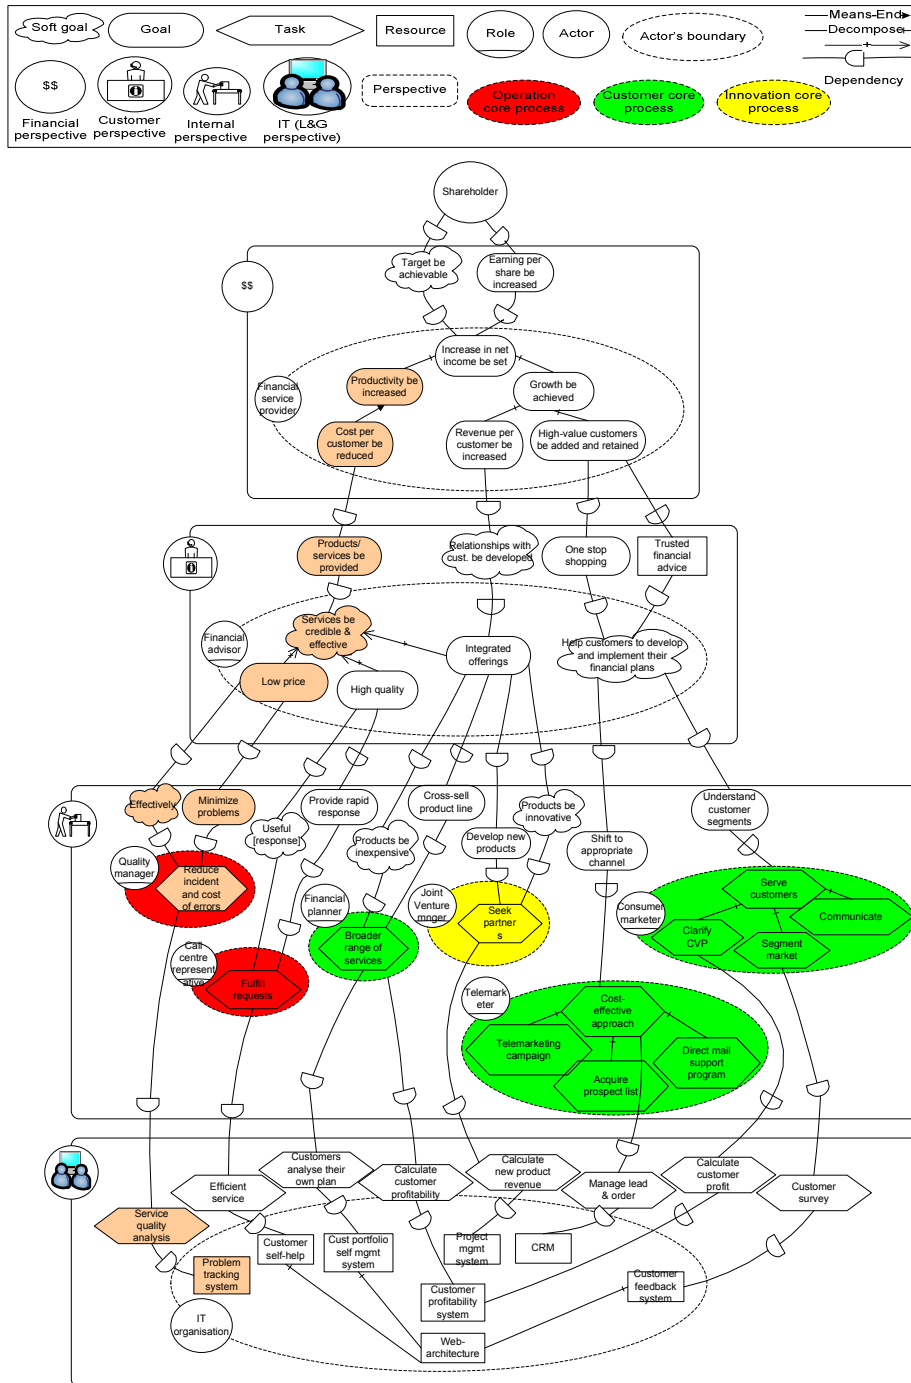 Soft goal
Goal
Task
Resource
Role
Actor
Actor's boundary
Means-End
Decompose
+
Dependency
$$
Financial
perspective
Customer
perspective
Internal
perspective
IT (L&G
perspective)
Perspective
Operation
core process
Customer core
process
Innovation core
process
Shareholder
Target be
achievable
Earning per
share be
increased
$$
Increase in net
income be set
Financial
service
provider
Productivity be
increased
Growth be
achieved
Cost per
customer be
reduced
Revenue per
customer be
increased
High-value customers
be added and retained
Products/
services be
provided
Relationships with
cust. be developed
One stop
shopping
Trusted
financial
advice
Financial
advisor
Services be
credible &
effective
+
Integrated
offerings
Help customers to develop
and implement their
financial plans
+
+
Low price
High quality
Effectively
Minimize
problems
Provide rapid
response
Cross-sell
product line
Products be
innovative
Understand
customer
segments
Useful
[response]
Products be
inexpensive
Develop new
products
Shift to
appropriate
channel
Quality
manager
Reduce
incident
and cost
of errors
Financial
planner
Joint
Venture
mnger
Seek
partner
s
Consumer
marketer
Serve
customers
Communicate
Clarify
CVP
Segment
market
Call
centre
represent
ative
Fulfill
requests
Broader
range of
services
Telemark
eter
Cost-
effective
approach
Telemarketing
campaign
Direct mail
support
program
Acquire
prospect list
Customers
analyse their
own plan
Calculate
customer
profitability
Calculate
new product
revenue
Manage lead
& order
Calculate
customer
profit
Customer
survey
Efficient
service
Service
quality
analysis
Customer
self-help
Cust portfolio
self mgmt
system
Project
mgmt system
CRM
Problem
tracking
system
Customer
profitability
system
Customer
feedback
system
IT
organisation
Web-
architecture